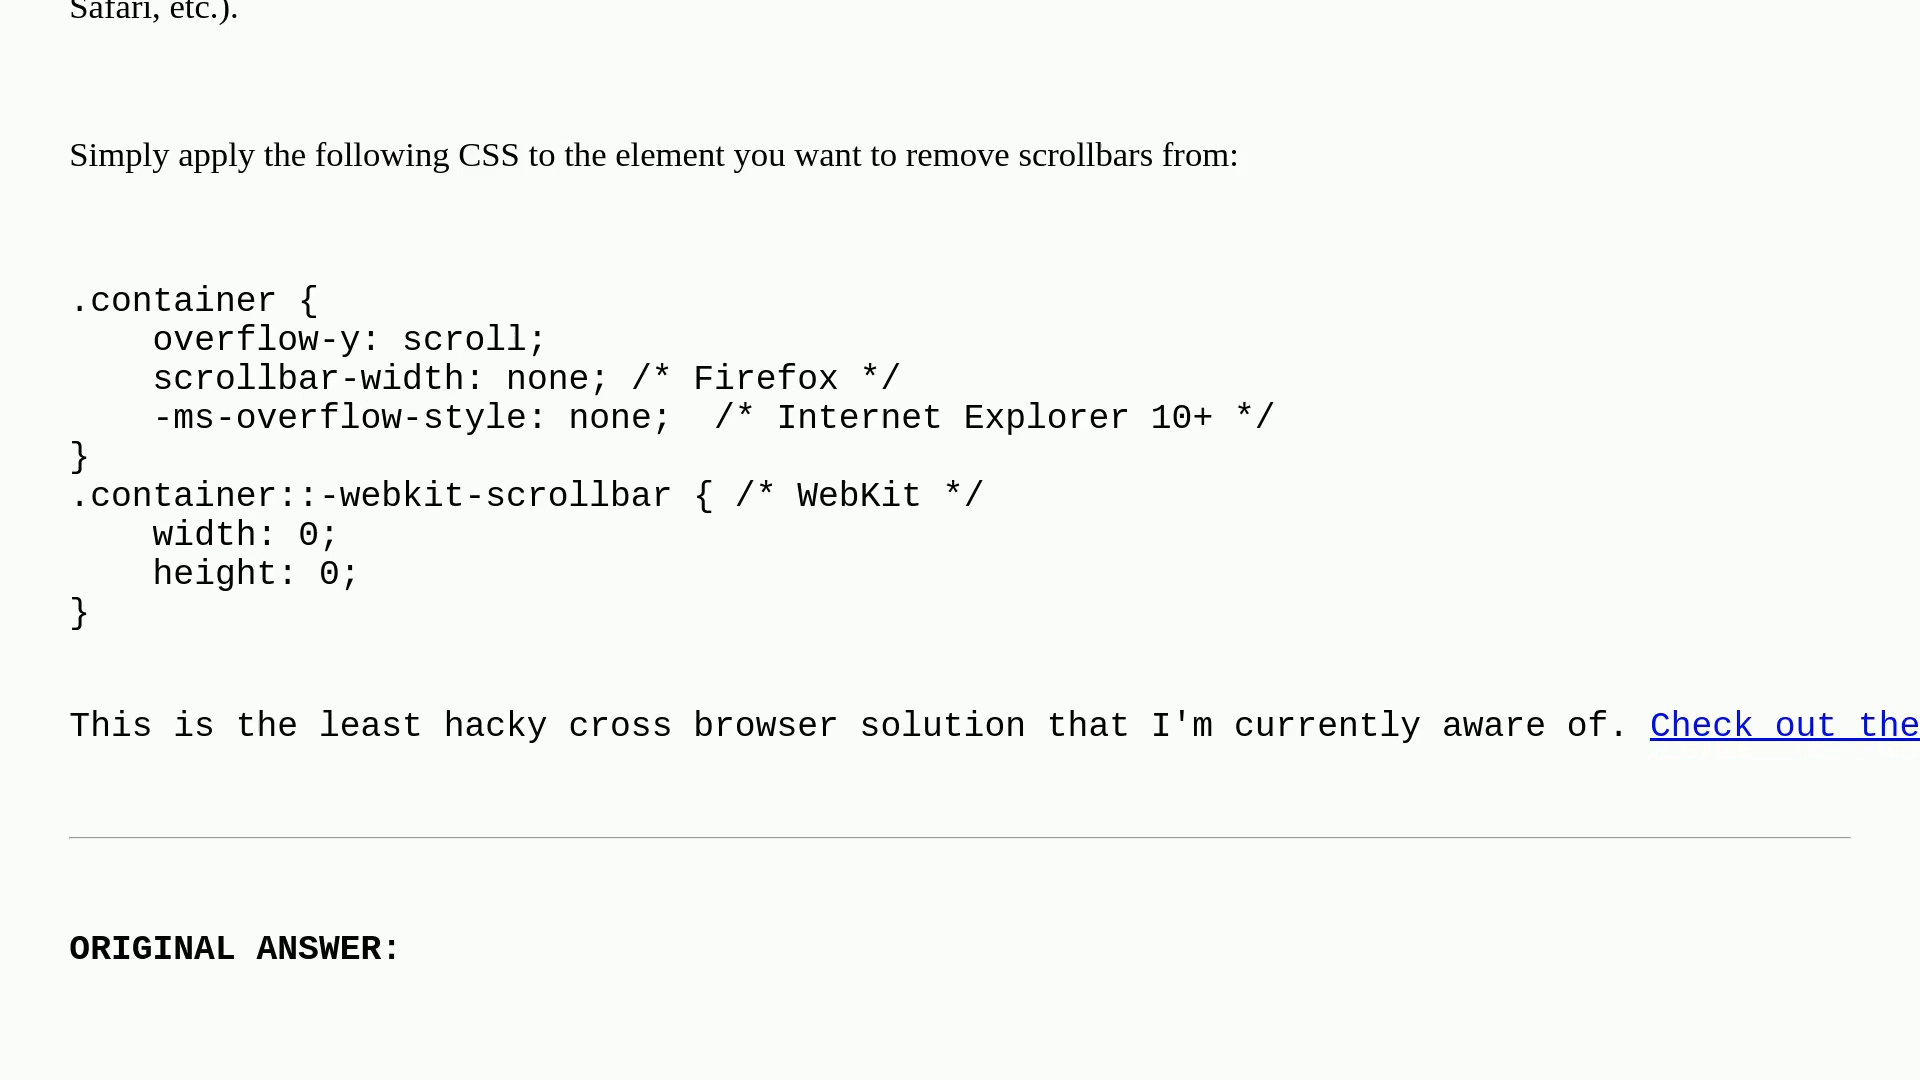 Safari, etc.).
Simply apply the following CSS to the element you want to remove scrollbars from:
.container {
    overflow-y: scroll;
    scrollbar-width: none; /* Firefox */
    -ms-overflow-style: none;  /* Internet Explorer 10+ */
}
.container::-webkit-scrollbar { /* WebKit */
    width: 0;
    height: 0;
}
This is the least hacky cross browser solution that I'm currently aware of. Check out the
ORIGINAL ANSWER: